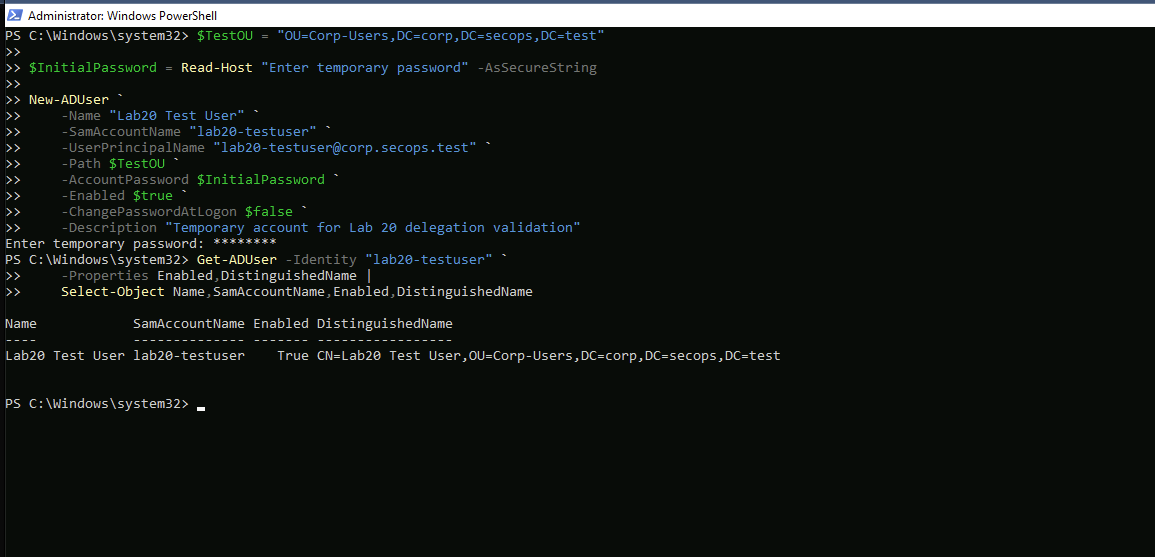 Administrator: Windows PowerShell
PS C:\Windows\system32> $TestOU = "OU=Corp-Users,DC=corp,DC=secops,DC=test"
>>
>> $InitialPassword = Read-Host "Enter temporary password" -AsSecureString
>>
>> New-ADUser `
>>     -Name "Lab20 Test User" `
>>     -SamAccountName "lab20-testuser" `
>>     -UserPrincipalName "lab20-testuser@corp.secops.test" `
>>     -Path $TestOU `
>>     -AccountPassword $InitialPassword `
>>     -Enabled $true `
>>     -ChangePasswordAtLogon $false `
>>     -Description "Temporary account for Lab 20 delegation validation"
Enter temporary password: ********
PS C:\Windows\system32> Get-ADUser -Identity "lab20-testuser" `
>>     -Properties Enabled,DistinguishedName |
>>     Select-Object Name,SamAccountName,Enabled,DistinguishedName
Name            SamAccountName Enabled DistinguishedName
----            -------------- ------- -----------------
Lab20 Test User lab20-testuser    True CN=Lab20 Test User,OU=Corp-Users,DC=corp,DC=secops,DC=test
PS C:\Windows\system32>